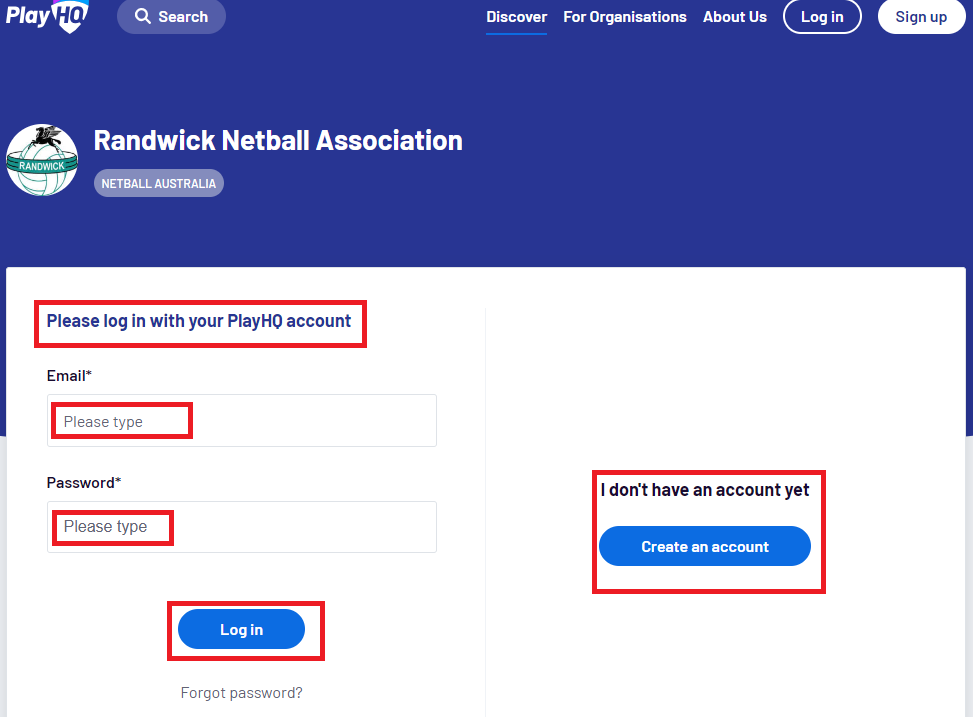 PlayHQ
Search
Discover
For Organisations
About Us
Log in
Sign up
RANDWICK
Randwick Netball Association
NETBALL AUSTRALIA
Please log in with your PlayHQ account
Email*
Please type
Password*
Please type
Log in
Forgot password?
I don't have an account yet
Create an account